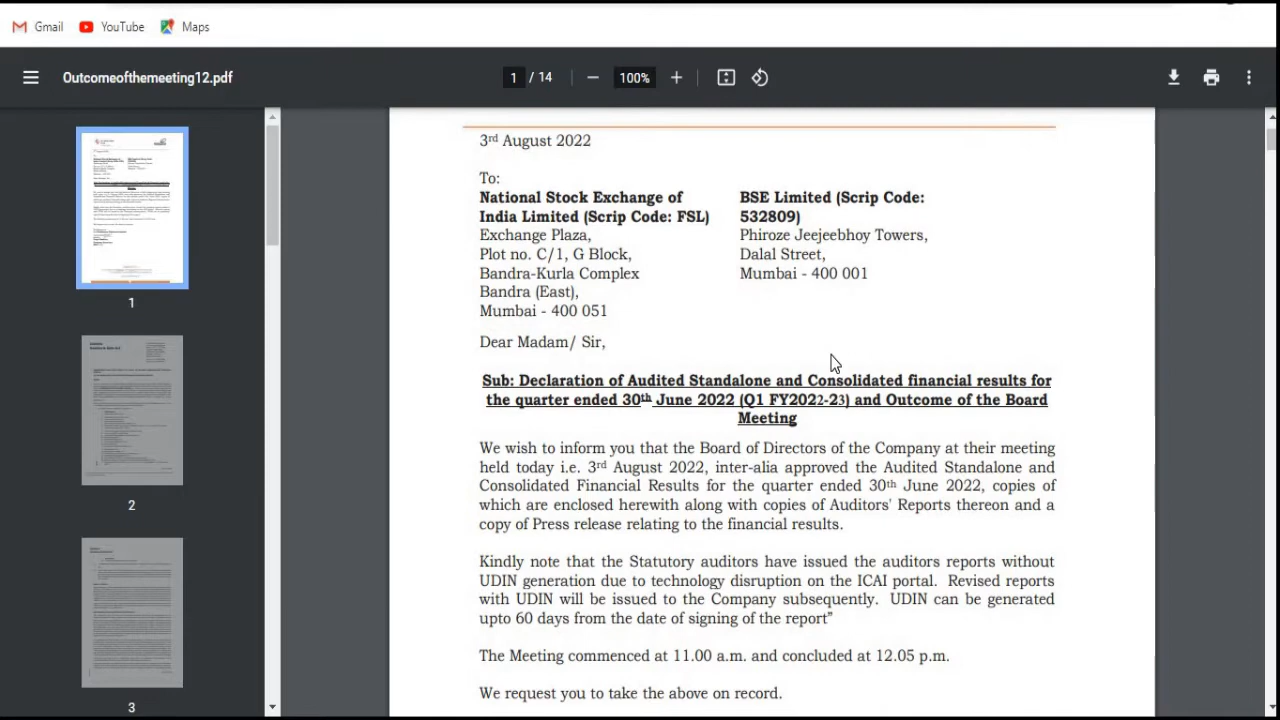 Gmail YouTube Maps
Outcomeofthemeeting12.pdf 1 / 14 100%
1
2
3
3rd August 2022
To:
National Stock Exchange of
India Limited (Scrip Code: FSL)
Exchange Plaza,
Plot no. C/1, G Block,
Bandra-Kurla Complex
Bandra (East),
Mumbai - 400 051
BSE Limited (Scrip Code:
532809)
Phiroze Jeejeebhoy Towers,
Dalal Street,
Mumbai - 400 001
Dear Madam/ Sir,
Sub: Declaration of Audited Standalone and Consolidated financial results for
the quarter ended 30th June 2022 (Q1 FY2022-23) and Outcome of the Board
Meeting
We wish to inform you that the Board of Directors of the Company at their meeting
held today i.e. 3rd August 2022, inter-alia approved the Audited Standalone and
Consolidated Financial Results for the quarter ended 30th June 2022, copies of
which are enclosed herewith along with copies of Auditors' Reports thereon and a
copy of Press release relating to the financial results.
Kindly note that the Statutory auditors have issued the auditors reports without
UDIN generation due to technology disruption on the ICAI portal. Revised reports
with UDIN will be issued to the Company subsequently. UDIN can be generated
upto 60 days from the date of signing of the report"
The Meeting commenced at 11.00 a.m. and concluded at 12.05 p.m.
We request you to take the above on record.